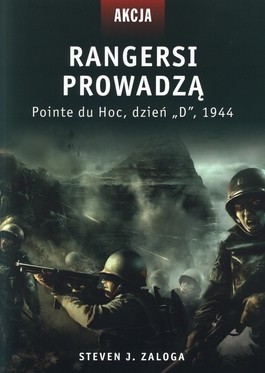 AKCJA
RANGERSI
PROWADZĄ
Pointe du Hoc, dzień „D”, 1944
STEVEN J. ZALOGA